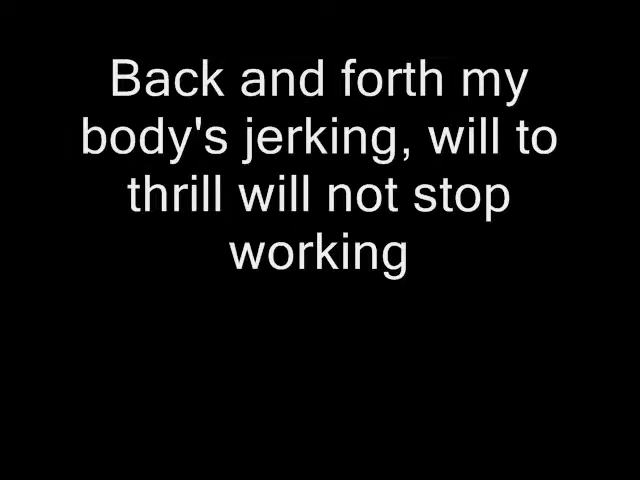 Back and forth my
body's jerking, will to
thrill will not stop
working